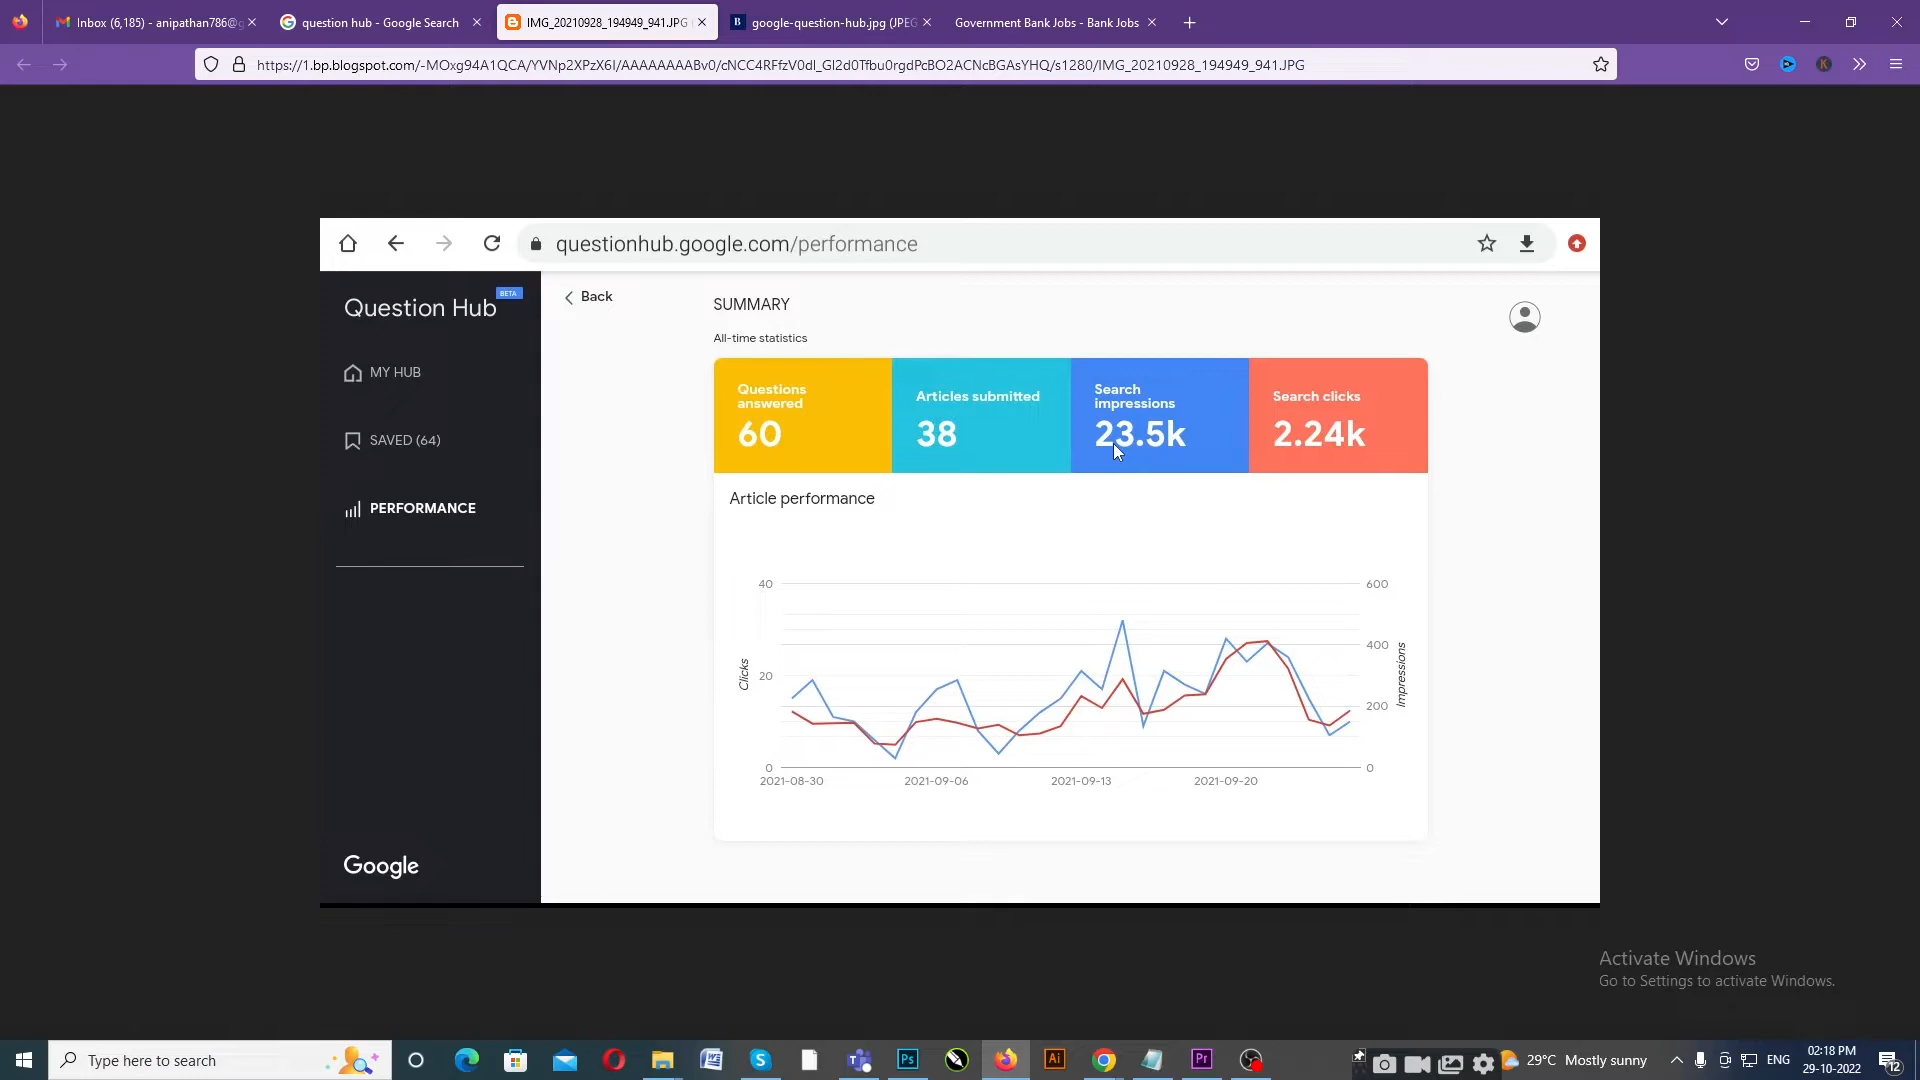 Inbox (6,185) - anipathan786@g
question hub - Google Search
IMG_20210928_194949_941.JPG
google-question-hub.jpg (JPEG
Government Bank Jobs - Bank Jobs
https://1.bp.blogspot.com/-MOxg94A1QCA/YVNp2XPzX6I/AAAAAAAABv0/cNCC4RFfzV0dl_Gl2d0Tfbu0rgdPcBO2ACNcBGAsYHQ/s1280/IMG_20210928_194949_941.JPG
questionhub.google.com/performance
Question Hub
BETA
MY HUB
SAVED (64)
PERFORMANCE
Google
Back
SUMMARY
All-time statistics
Questions
answered
60
Articles submitted
38
Search
impressions
23.5k
Search clicks
2.24k
Article performance
40
20
0
Clicks
600
400
200
0
Impressions
2021-08-30
2021-09-06
2021-09-13
2021-09-20
Activate Windows
Go to Settings to activate Windows.
Type here to search
29°C Mostly sunny
ENG
02:18 PM
29-10-2022
12